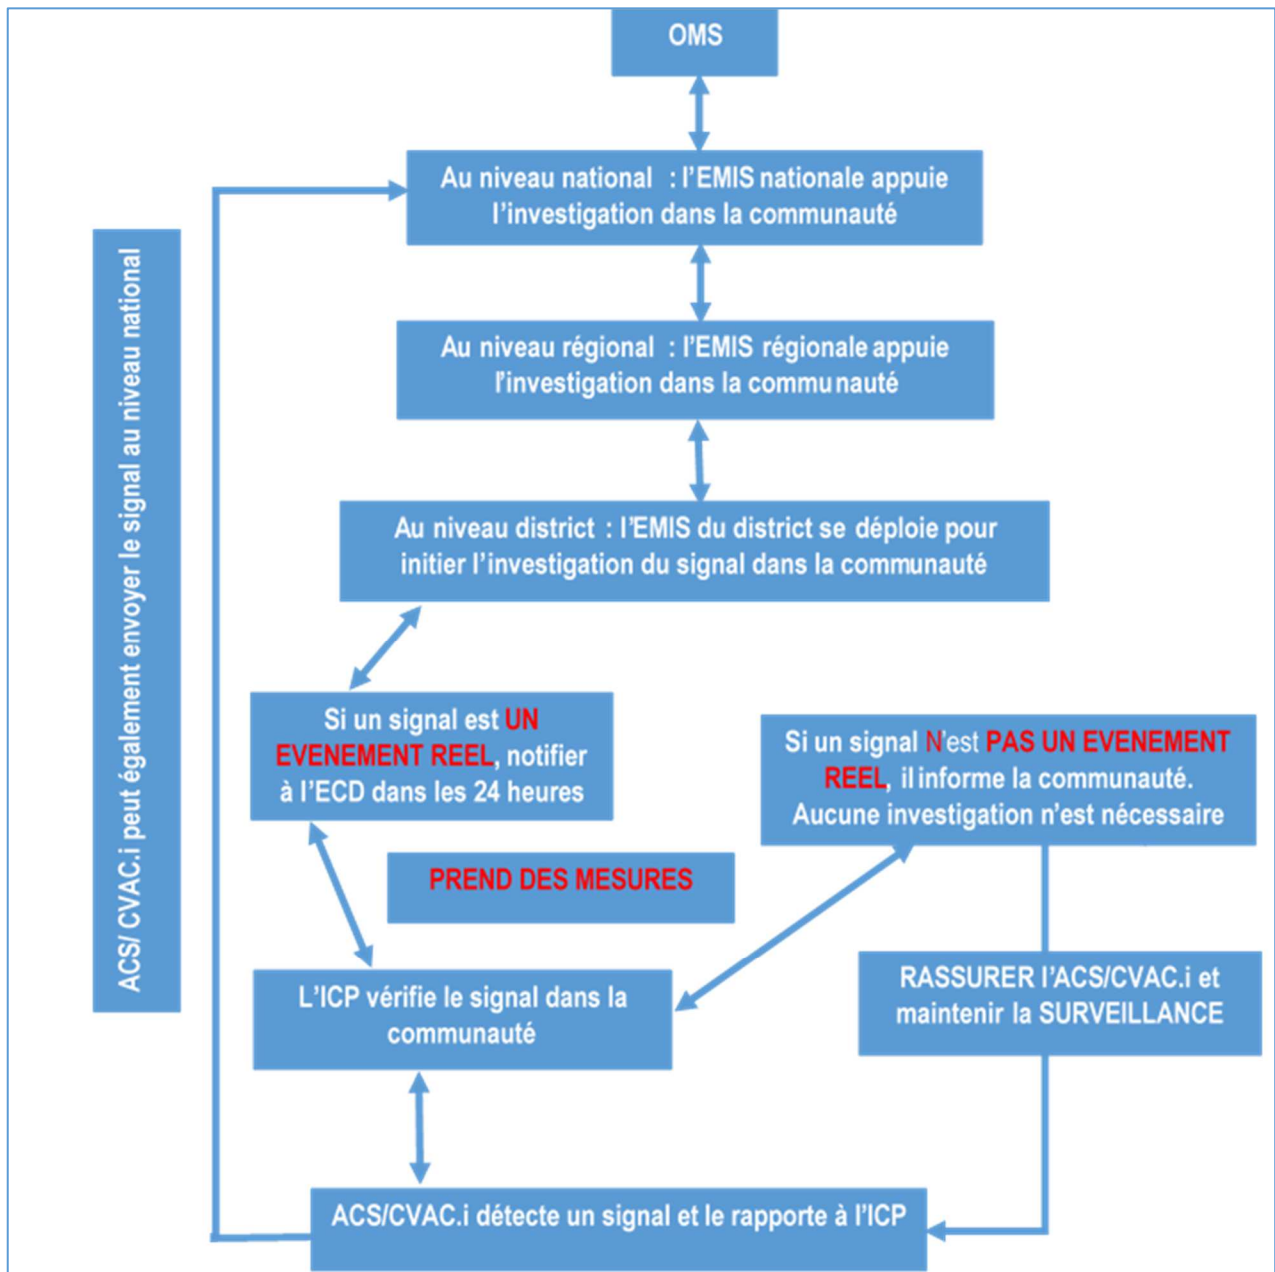 OMS
Au niveau national : l'EMIS nationale appuie
l'investigation dans la communauté
ACS/ CVAC.i peut également envoyer le signal au niveau national
Au niveau régional : l'EMIS régionale appuie
l'investigation dans la communauté
Au niveau district : l'EMIS du district se déploie pour
initier l'investigation du signal dans la communauté
Si un signal est UN
EVENEMENT REEL, notifier
à l'ECD dans les 24 heures
Si un signal N'est PAS UN EVENEMENT
REEL, il informe la communauté.
Aucune investigation n'est nécessaire
PREND DES MESURES
L'ICP vérifie le signal dans la
communauté
RASSURER l'ACS/CVAC.i et
maintenir la SURVEILLANCE
ACS/CVAC.i détecte un signal et le rapporte à l'ICP